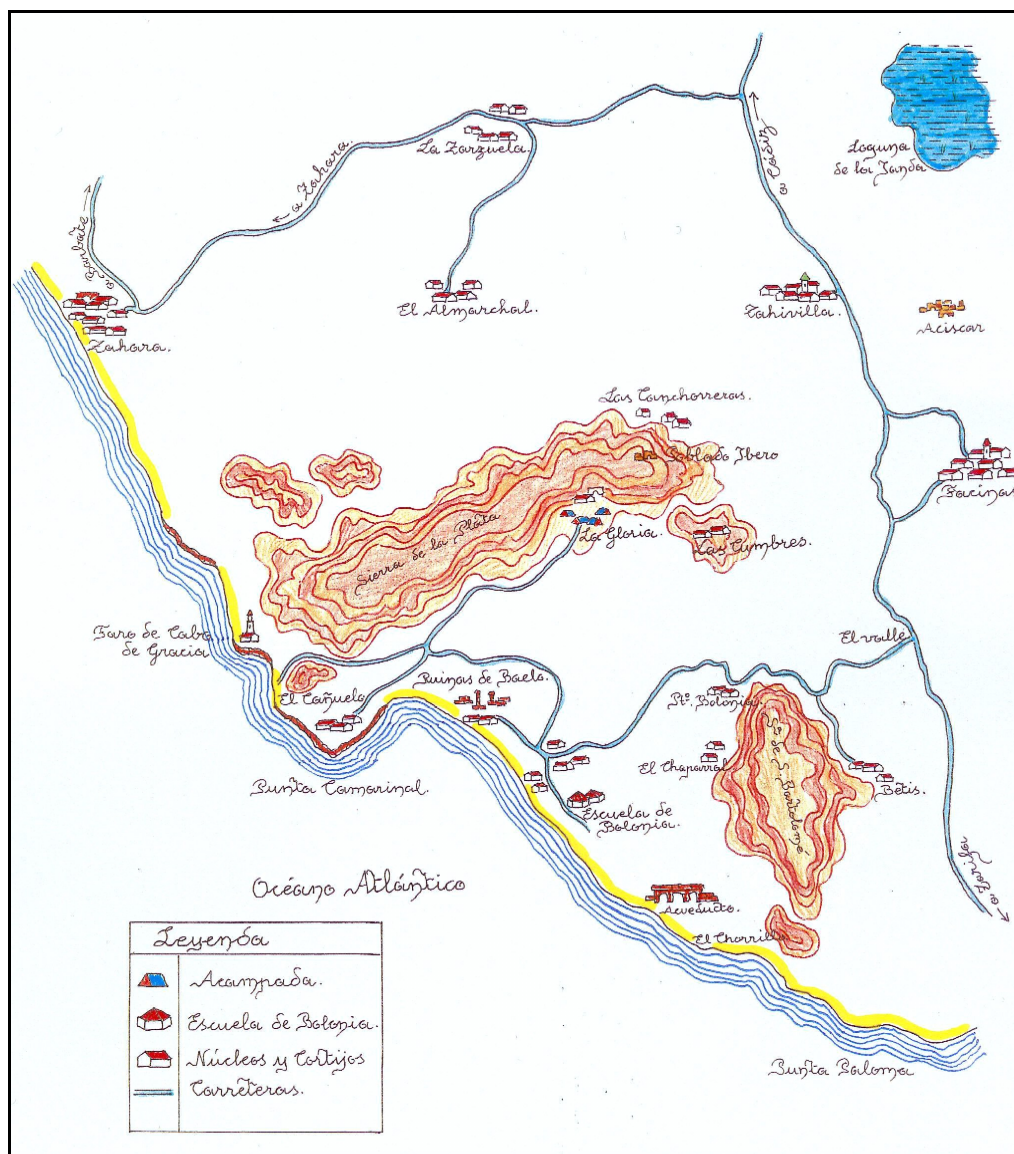 La Zarzuela.
Laguna
de la Janda
← a Zahara.
a Cádiz →
a Barbate →
El Almarchal.
Tahivilla.
Aciscar
Zahara.
Las Canchorreras.
Poblado Ibero
Facinas
Sierra de la Plata
La Gloria.
Las Cumbres.
Faro de Cabo
de Gracia
El Valle
El Cañuelo
Ruinas de Baelo.
Pto. Bolonia.
Sª de S. Bartolomé
El Chaparral
Betis.
Punta Camarinal.
Escuela de
Bolonia.
← a Tarifa
Océano Atlántico
Acueducto.
El Chorrillo
Leyenda
Acampada.
Escuela de Bolonia.
Núcleos y Cortijos
Carreteras.
Punta Paloma